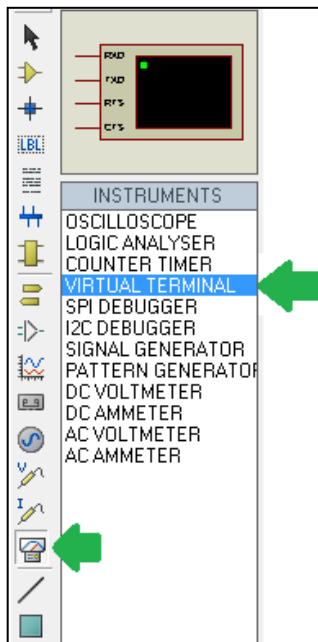 RXD
TXD
RTS
CTS
LBL
INSTRUMENTS
OSCILLOSCOPE
LOGIC ANALYSER
COUNTER TIMER
VIRTUAL TERMINAL
SPI DEBUGGER
I2C DEBUGGER
SIGNAL GENERATOR
PATTERN GENERATOR
DC VOLTMETER
DC AMMETER
AC VOLTMETER
AC AMMETER
V
I